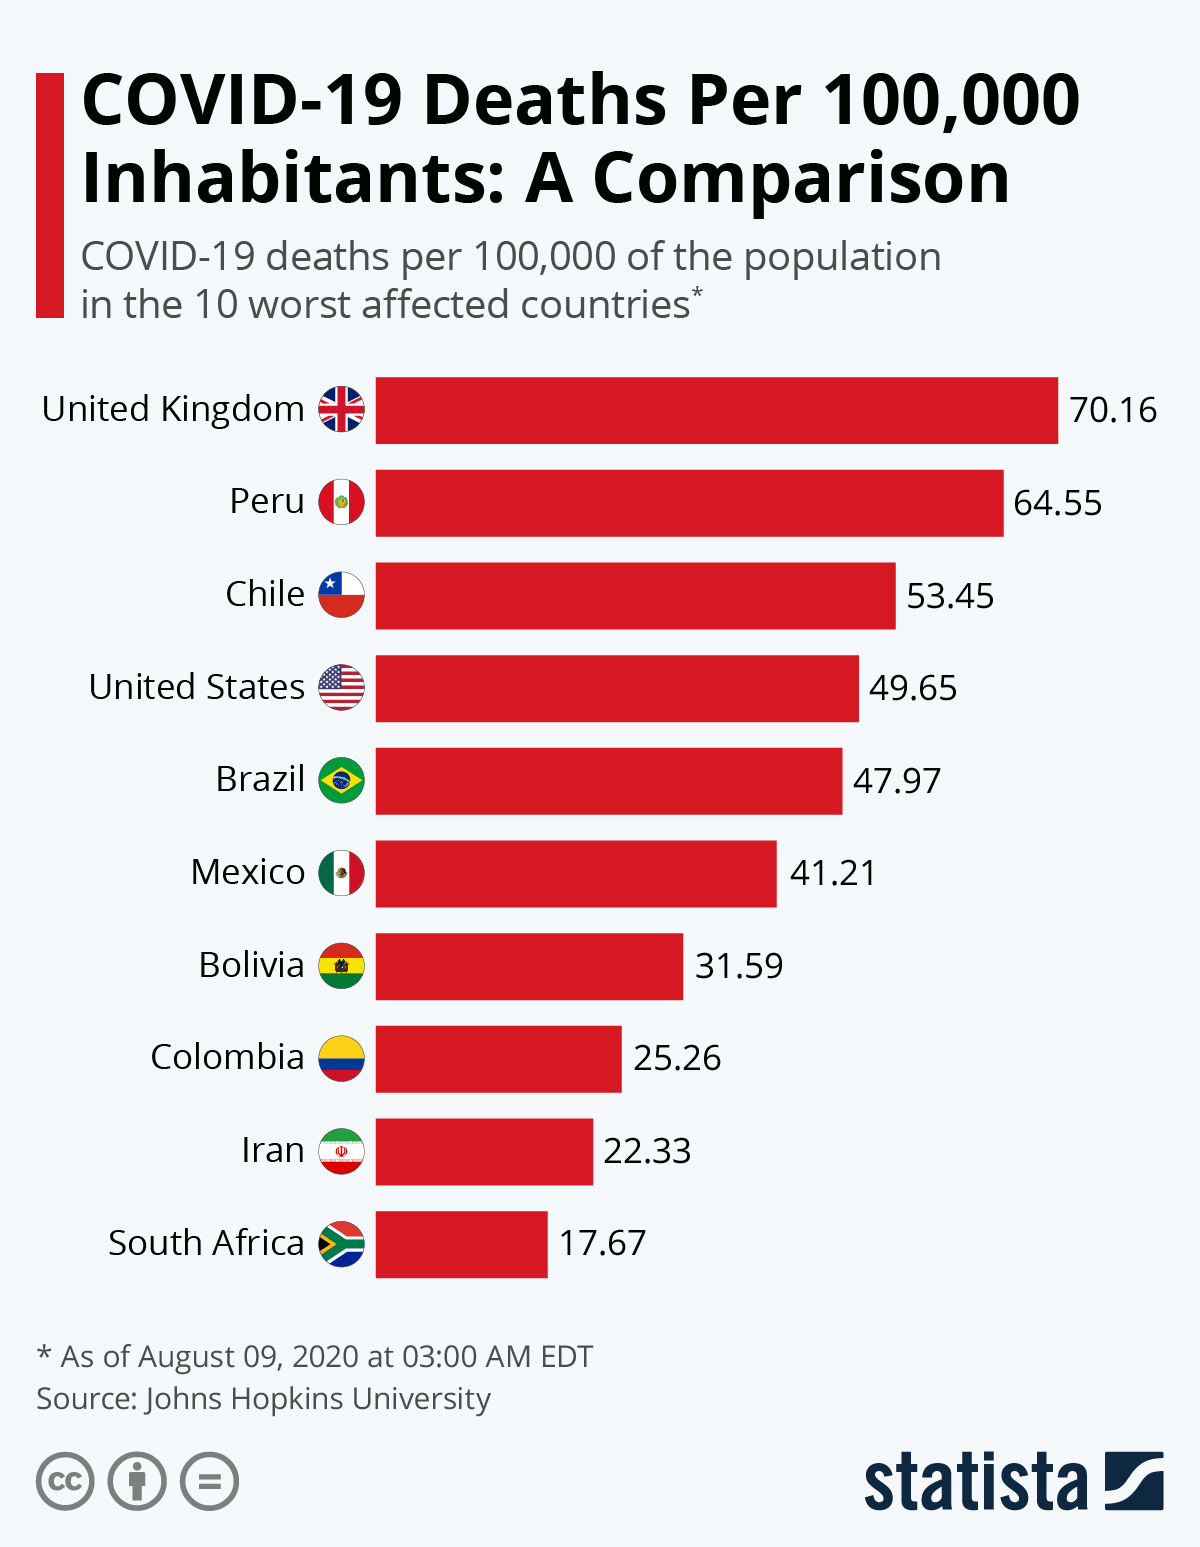 COVID-19 Deaths Per 100,000
Inhabitants: A Comparison
COVID-19 deaths per 100,000 of the population
in the 10 worst affected countries*
United Kingdom 70.16
Peru 64.55
Chile 53.45
United States 49.65
Brazil 47.97
Mexico 41.21
Bolivia 31.59
Colombia 25.26
Iran 22.33
South Africa 17.67
* As of August 09, 2020 at 03:00 AM EDT
Source: Johns Hopkins University
cc = statista